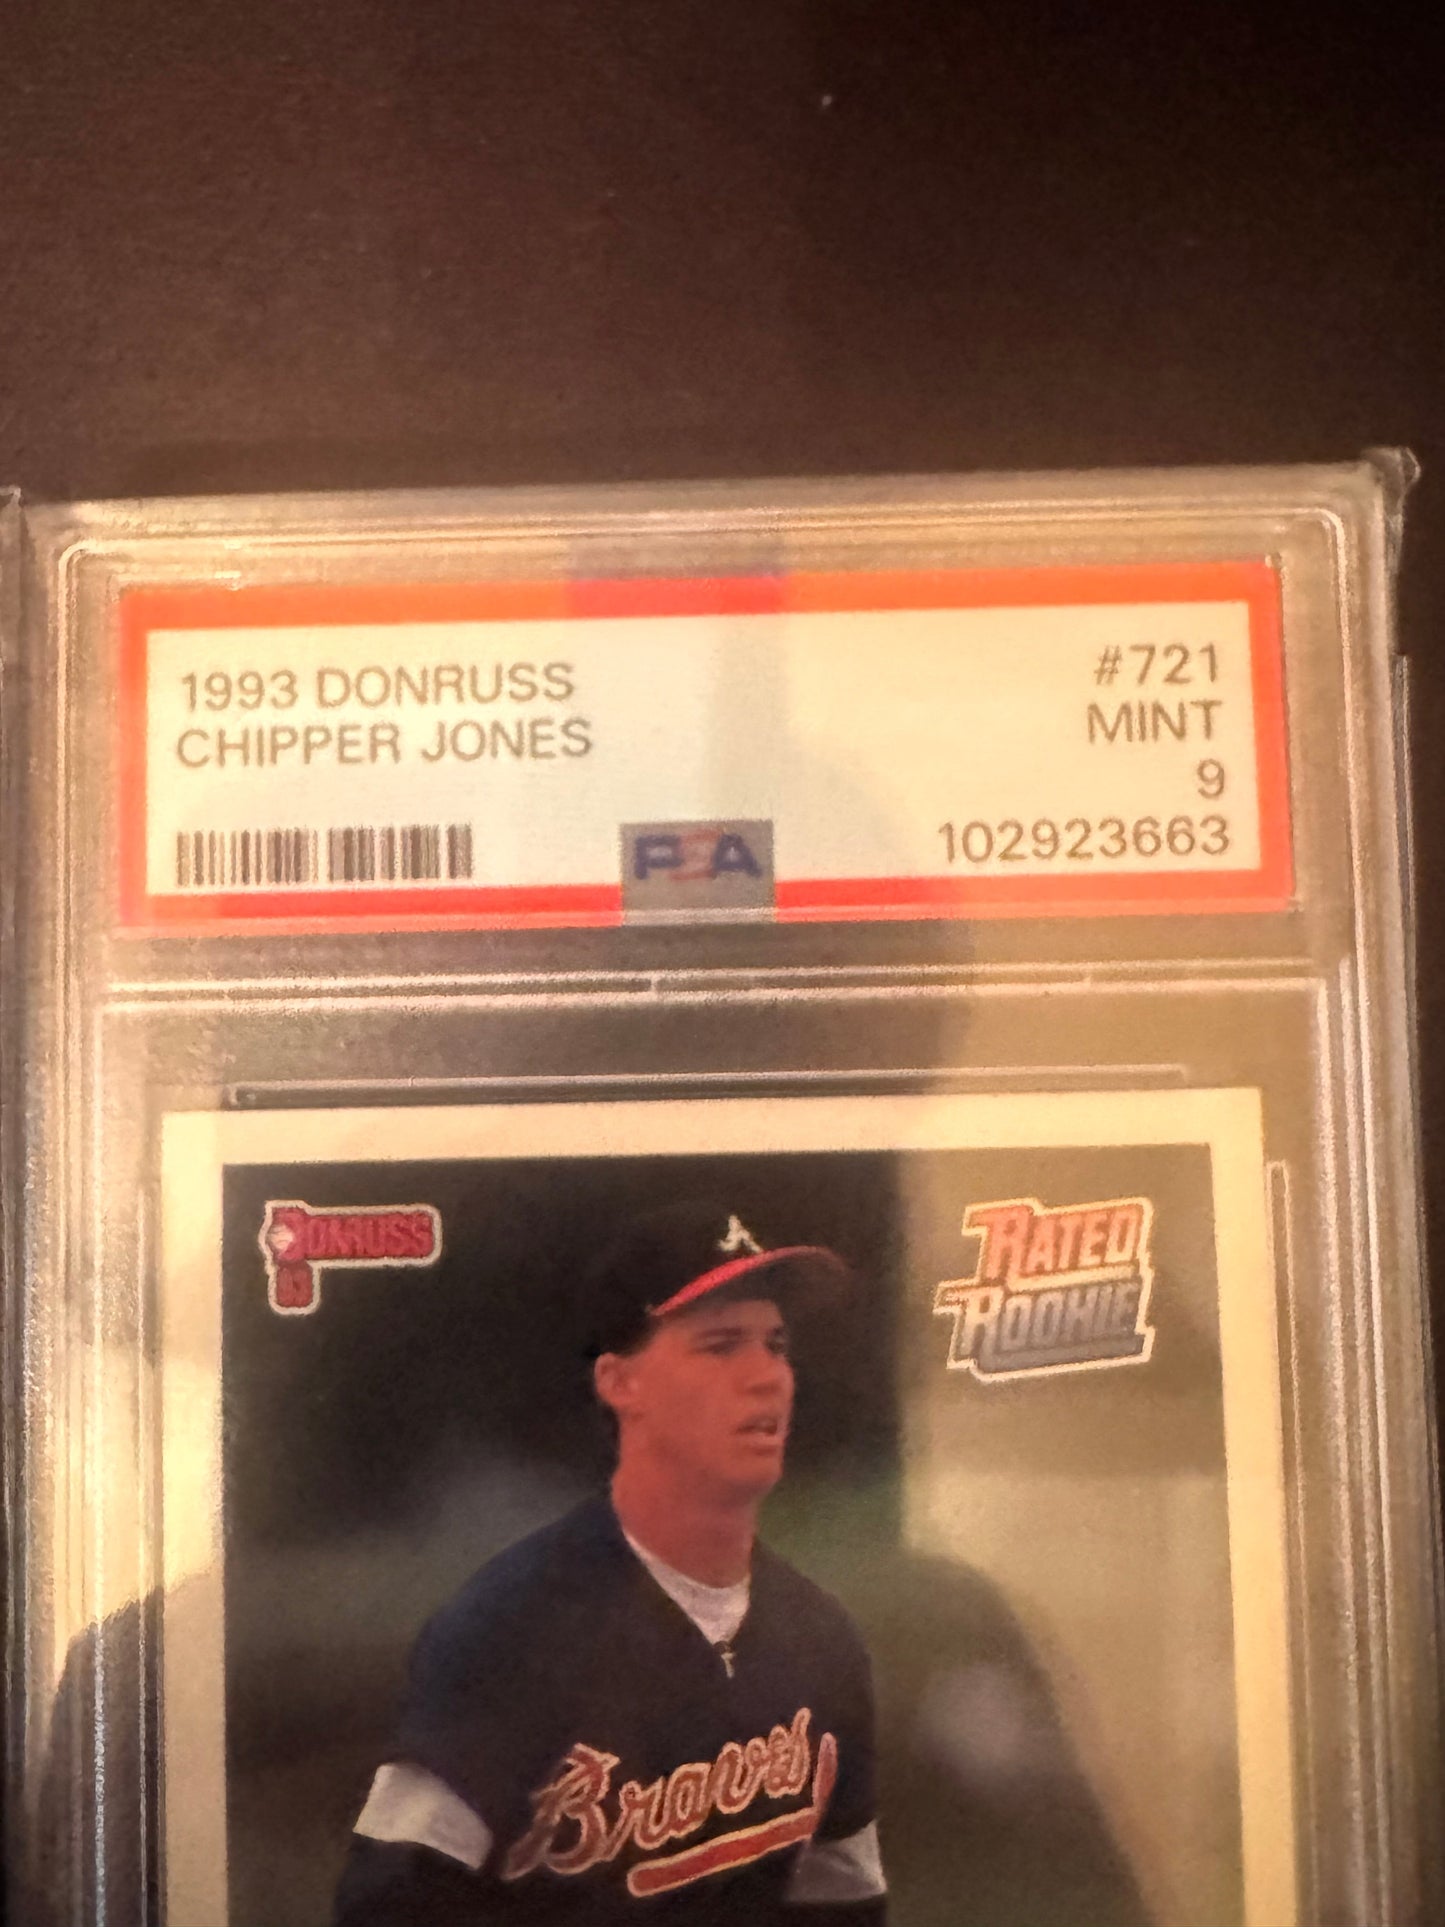 1993 DONRUSS
CHIPPER JONES
#721
MINT
9
102923663
PSA
DONRUSS
93
RATED
ROOKIE
A
Braves